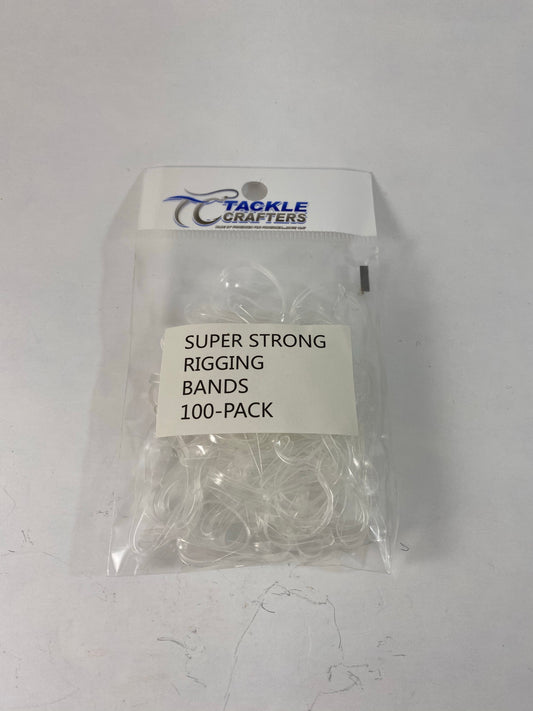 TACKLE
CRAFTERS
SUPER STRONG
RIGGING
BANDS
100-PACK